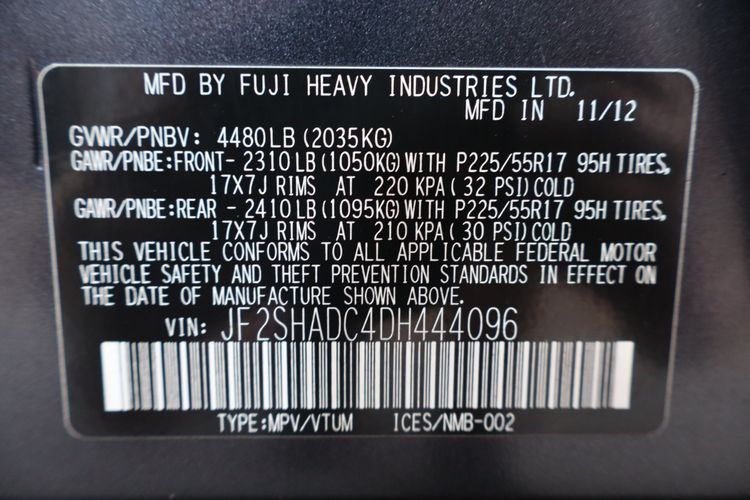 MFD BY FUJI HEAVY INDUSTRIES LTD.
MFD IN 11/12
GVWR/PNBV: 4480LB (2035KG)
GAWR/PNBE:FRONT- 2310LB (1050KG) WITH P225/55R17 95H TIRES,
17X7J RIMS AT 220 KPA ( 32 PSI) COLD
GAWR/PNBE:REAR - 2410LB (1095KG) WITH P225/55R17 95H TIRES,
17X7J RIMS AT 210 KPA ( 30 PSI) COLD
THIS VEHICLE CONFORMS TO ALL APPLICABLE FEDERAL MOTOR
VEHICLE SAFETY AND THEFT PREVENTION STANDARDS IN EFFECT ON
THE DATE OF MANUFACTURE SHOWN ABOVE.
VIN: JF2SHADC4DH444096
TYPE:MPV/VTUM ICES/NMB-002